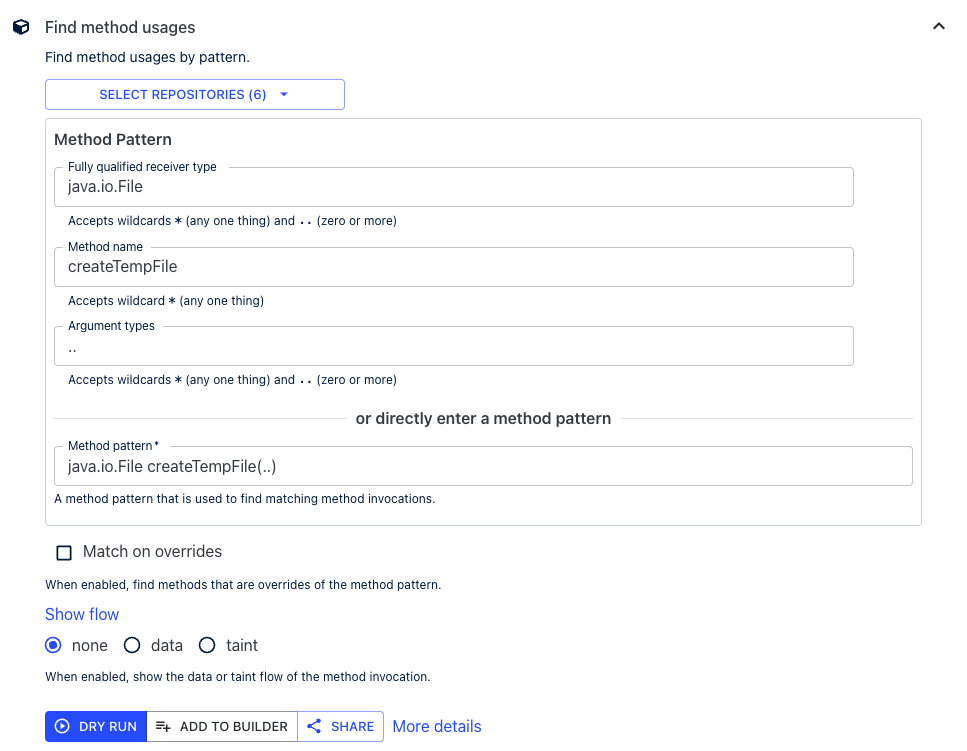 Find method usages
Find method usages by pattern.
SELECT REPOSITORIES (6)
Method Pattern
Fully qualified receiver type
java.io.File
Accepts wildcards * (any one thing) and .. (zero or more)
Method name
createTempFile
Accepts wildcard * (any one thing)
Argument types
..
Accepts wildcards * (any one thing) and .. (zero or more)
or directly enter a method pattern
Method pattern*
java.io.File createTempFile(..)
A method pattern that is used to find matching method invocations.
Match on overrides
When enabled, find methods that are overrides of the method pattern.
Show flow
none data taint
When enabled, show the data or taint flow of the method invocation.
DRY RUN ADD TO BUILDER SHARE More details